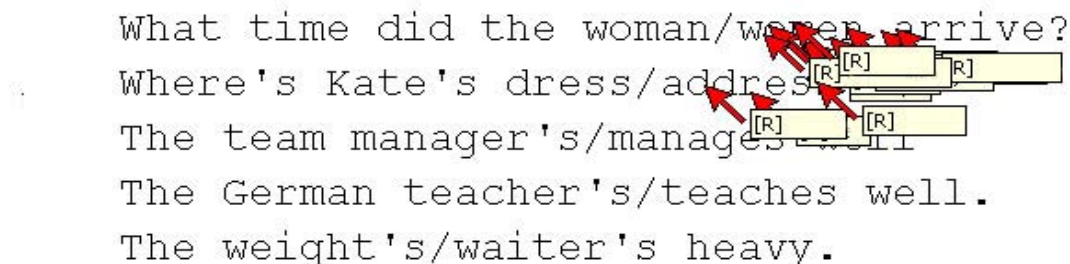 What time did the woman/women arrive?
[R] [R] [R]
Where's Kate's dress/address
[R] [R]
The team manager's/manages well
The German teacher's/teaches well.
The weight's/waiter's heavy.